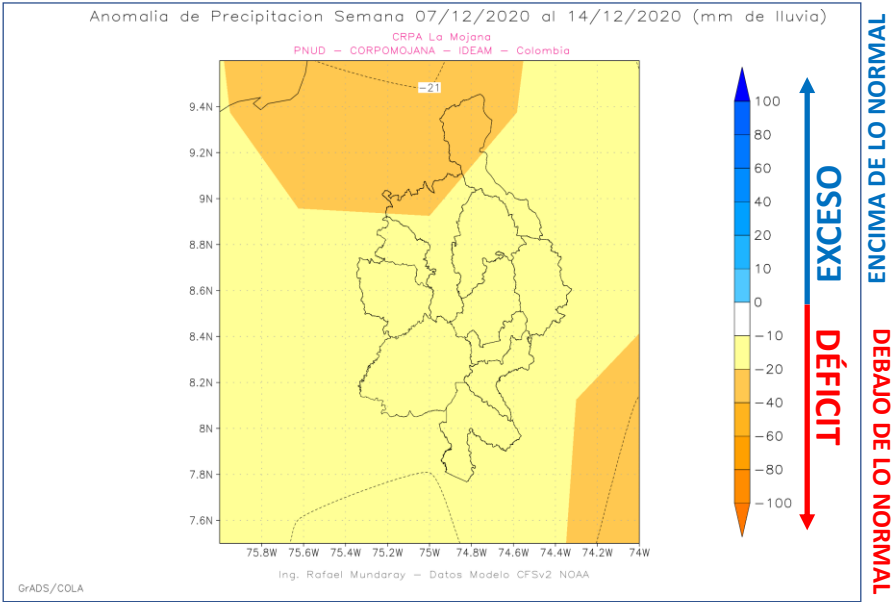 Anomalia de Precipitacion Semana 07/12/2020 al 14/12/2020 (mm de lluvia)
CRPA La Mojana
PNUD — CORPOMOJANA — IDEAM — Colombia
−21
9.4N
9.2N
9N
8.8N
8.6N
8.4N
8.2N
8N
7.8N
7.6N
75.8W 75.6W 75.4W 75.2W 75W 74.8W 74.6W 74.4W 74.2W 74W
100
80
60
40
20
10
0
−10
−20
−40
−60
−80
−100
EXCESO
DÉFICIT
ENCIMA DE LO NORMAL
DEBAJO DE LO NORMAL
Ing. Rafael Mundaray — Datos Modelo CFSv2 NOAA
GrADS/COLA